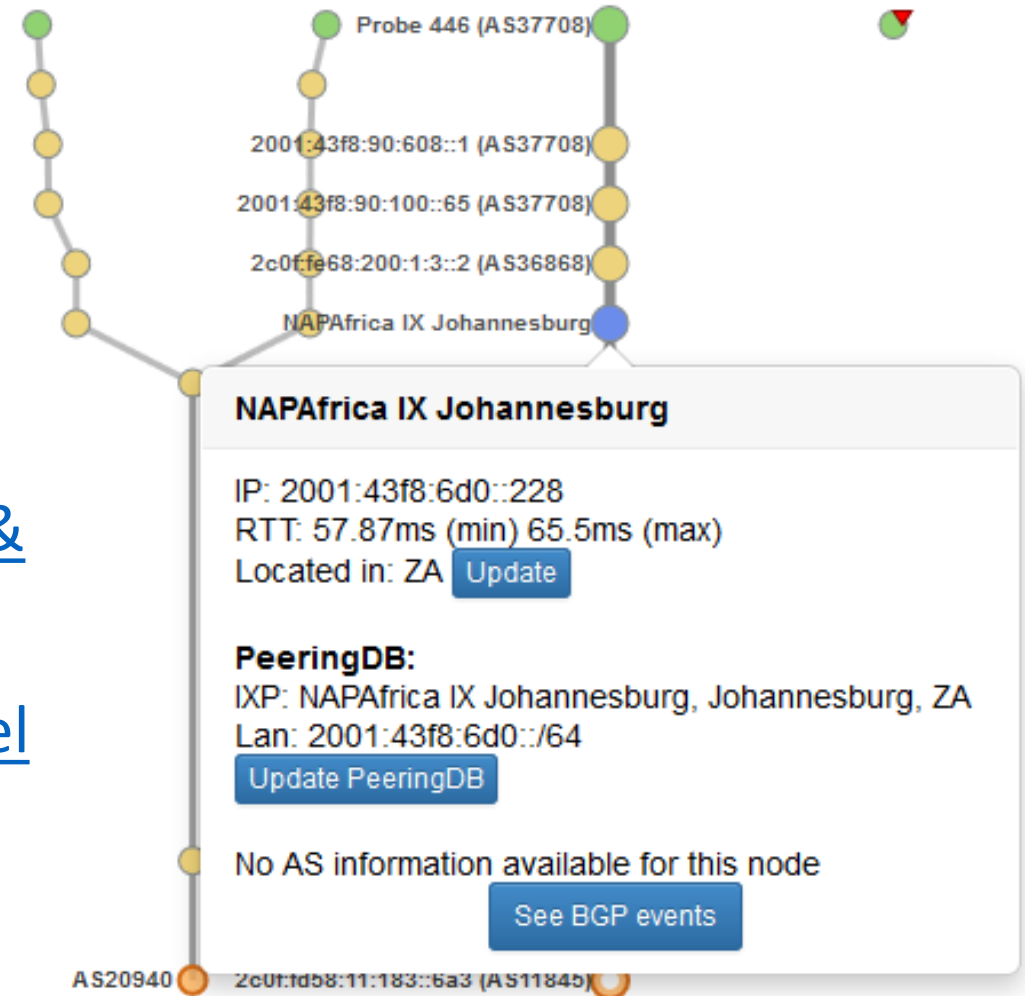 Probe 446 (AS37708)
2001:43f8:90:608::1 (AS37708)
2001:43f8:90:100::65 (AS37708)
2c0f:fe68:200:1:3::2 (AS36868)
NAPAfrica IX Johannesburg
NAPAfrica IX Johannesburg
IP: 2001:43f8:6d0::228
RTT: 57.87ms (min) 65.5ms (max)
Located in: ZA Update
&
PeeringDB:
IXP: NAPAfrica IX Johannesburg, Johannesburg, ZA
el
Lan: 2001:43f8:6d0::/64
Update PeeringDB
No AS information available for this node
See BGP events
AS20940 2c0f:fd58:11:183::6a3 (AS11845)